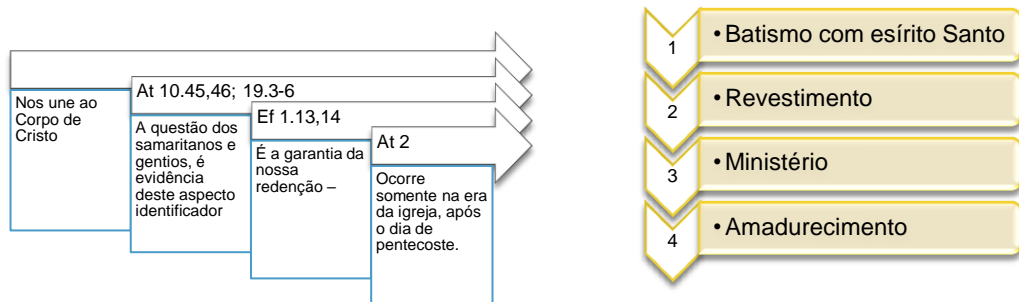 Nos une ao
Corpo de
Cristo
At 10.45,46; 19.3-6
A questão dos
samaritanos e
gentios, é
evidência
deste aspecto
identificador
Ef 1.13,14
É a garantia da
nossa
redenção –
At 2
Ocorre
somente na era
da igreja, após
o dia de
pentecoste.
1
• Batismo com esírito Santo
2
• Revestimento
3
• Ministério
4
• Amadurecimento